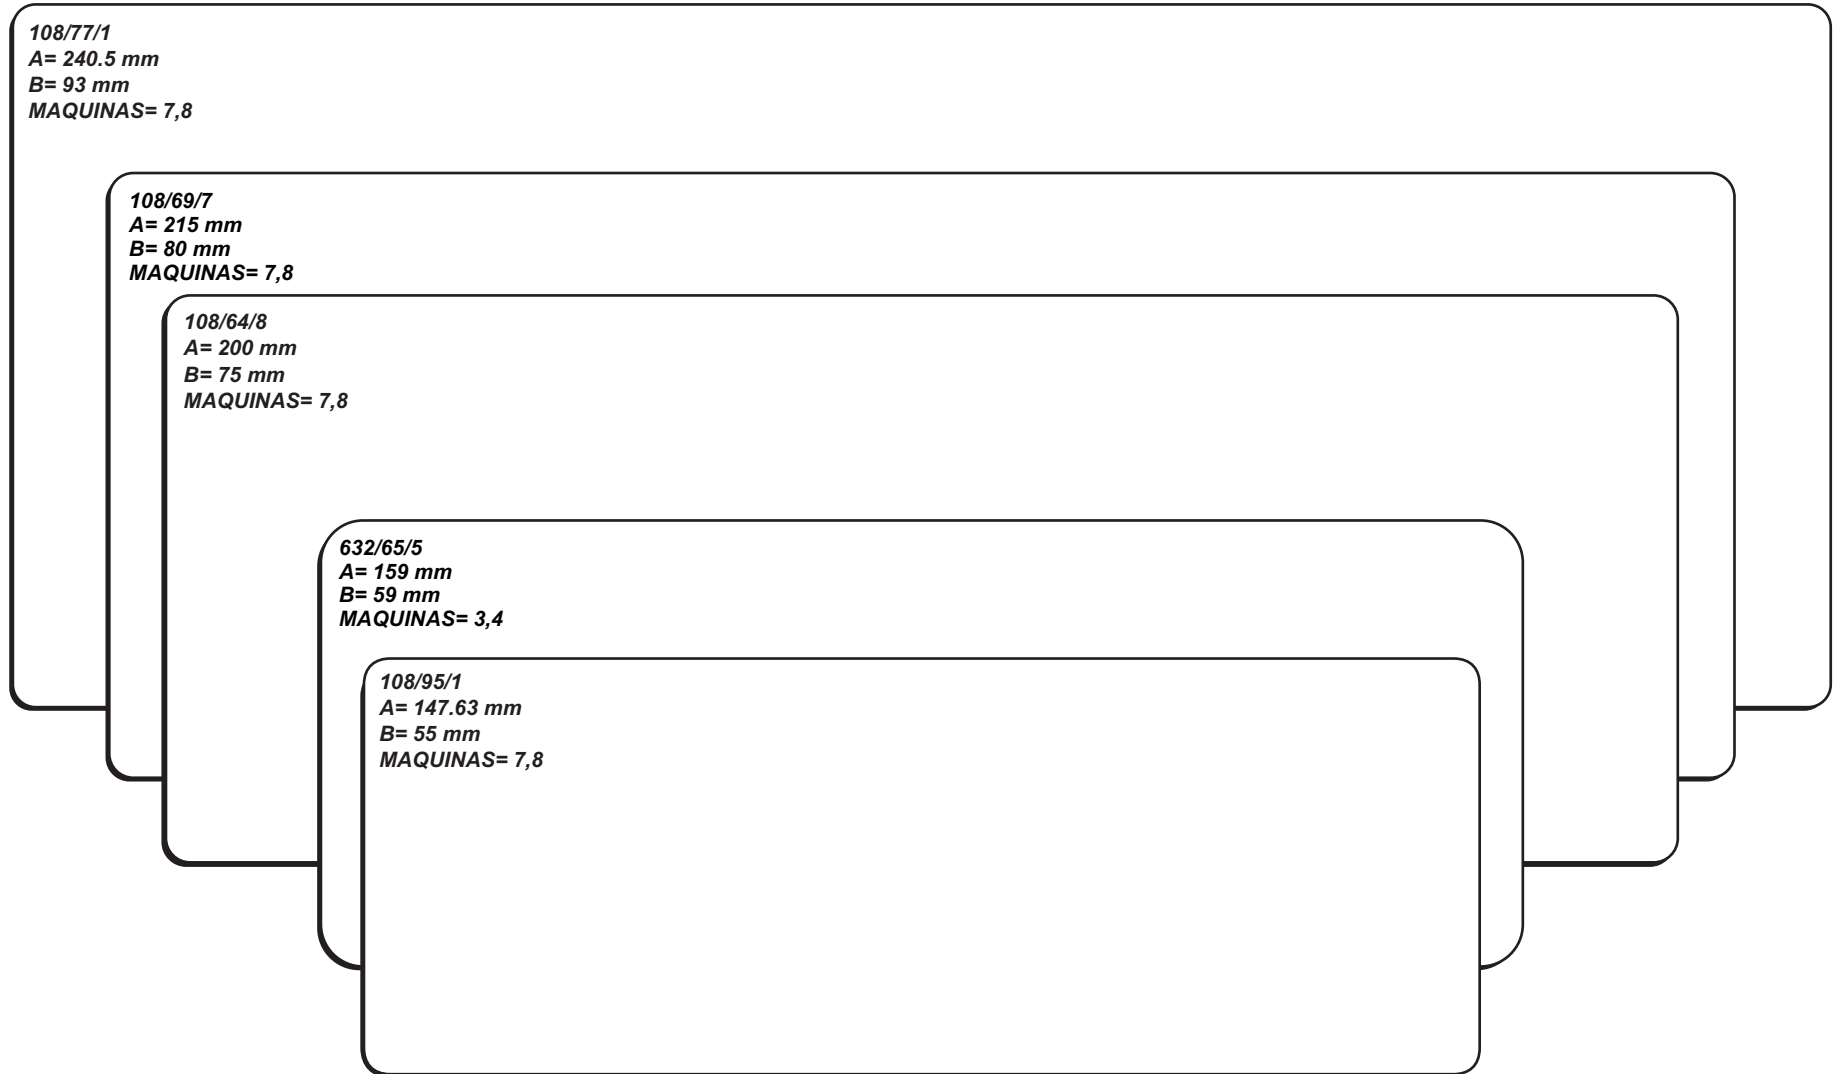 108/77/1
A= 240.5 mm
B= 93 mm
MAQUINAS= 7,8
108/69/7
A= 215 mm
B= 80 mm
MAQUINAS= 7,8
108/64/8
A= 200 mm
B= 75 mm
MAQUINAS= 7,8
632/65/5
A= 159 mm
B= 59 mm
MAQUINAS= 3,4
108/95/1
A= 147.63 mm
B= 55 mm
MAQUINAS= 7,8